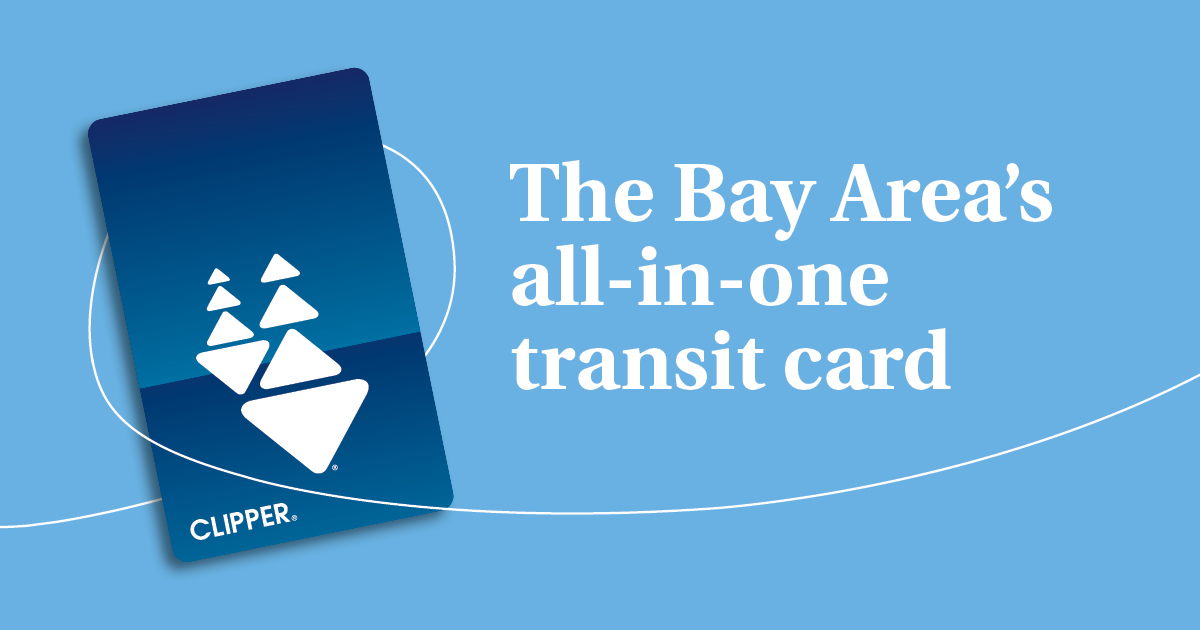 The Bay Area’s
all-in-one
transit card
®
CLIPPER®